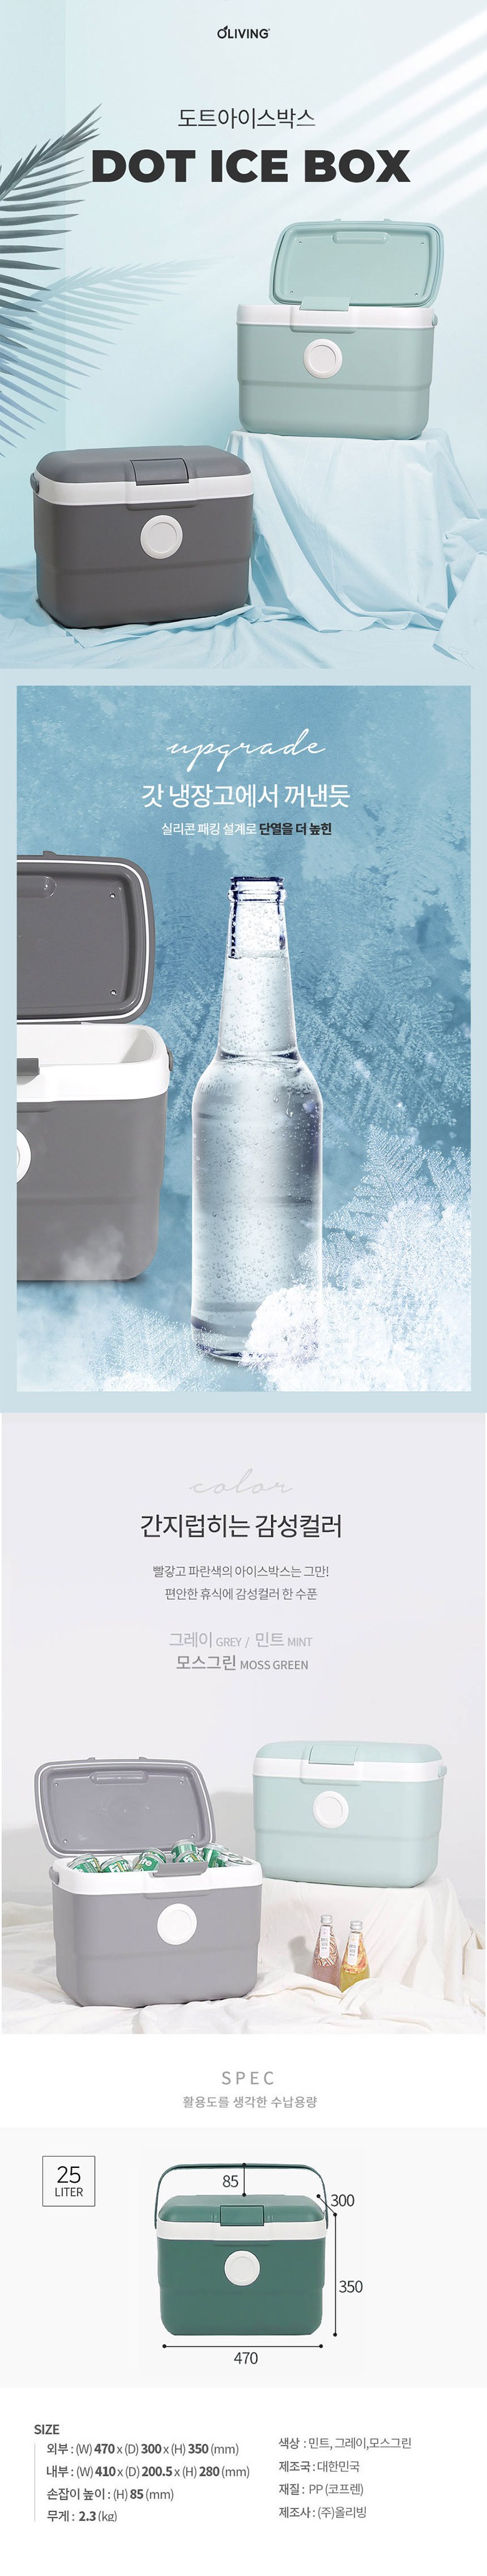 OLIVING
도트아이스박스
DOT ICE BOX
upgrade
갓 냉장고에서 꺼낸듯
실리콘 패킹 설계로 단열을 더 높힌
color
간지럽히는 감성컬러
빨갛고 파란색의 아이스박스는 그만!
편안한 휴식에 감성컬러 한 수푼
그레이 GREY / 민트 MINT
모스그린 MOSS GREEN
SPEC
활용도를 생각한 수납용량
25
LITER
85
300
350
470
SIZE
외부 : (W) 470 x (D) 300 x (H) 350 (mm)
내부 : (W) 410 x (D) 200.5 x (H) 280 (mm)
손잡이 높이 : (H) 85 (mm)
무게 : 2.3 (kg)
색상 : 민트, 그레이,모스그린
제조국 : 대한민국
재질 : PP (코프렌)
제조사 : (주)올리빙